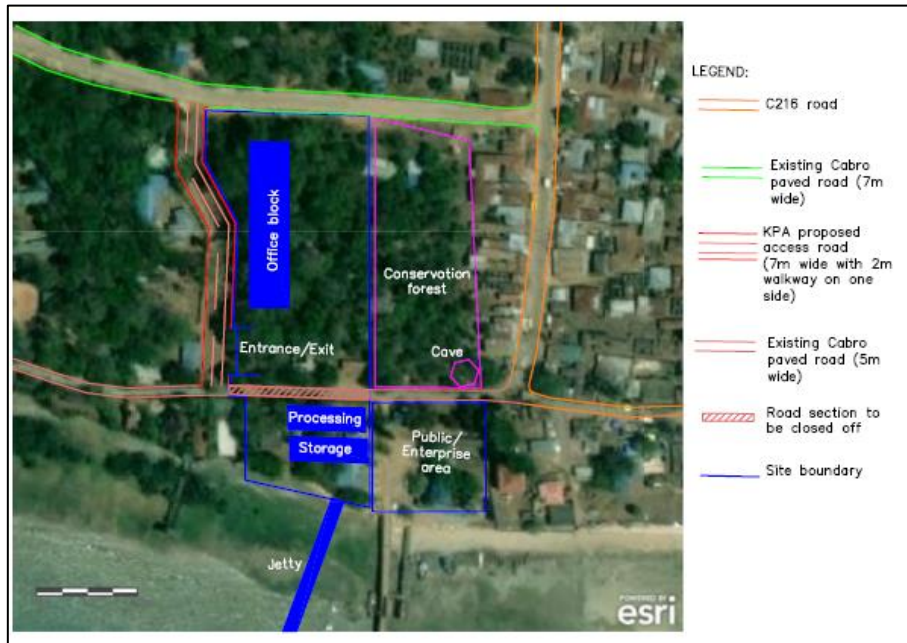 LEGEND:
C216 road
Existing Cabro
paved road (7m
wide)
KPA proposed
access road
(7m wide with 2m
walkway on one
side)
Existing Cabro
paved road (5m
wide)
Road section to
be closed off
Site boundary
Office block
Conservation
forest
Entrance/Exit
Cave
Processing
Storage
Public/
Enterprise
area
Jetty
POWERED BY
esri